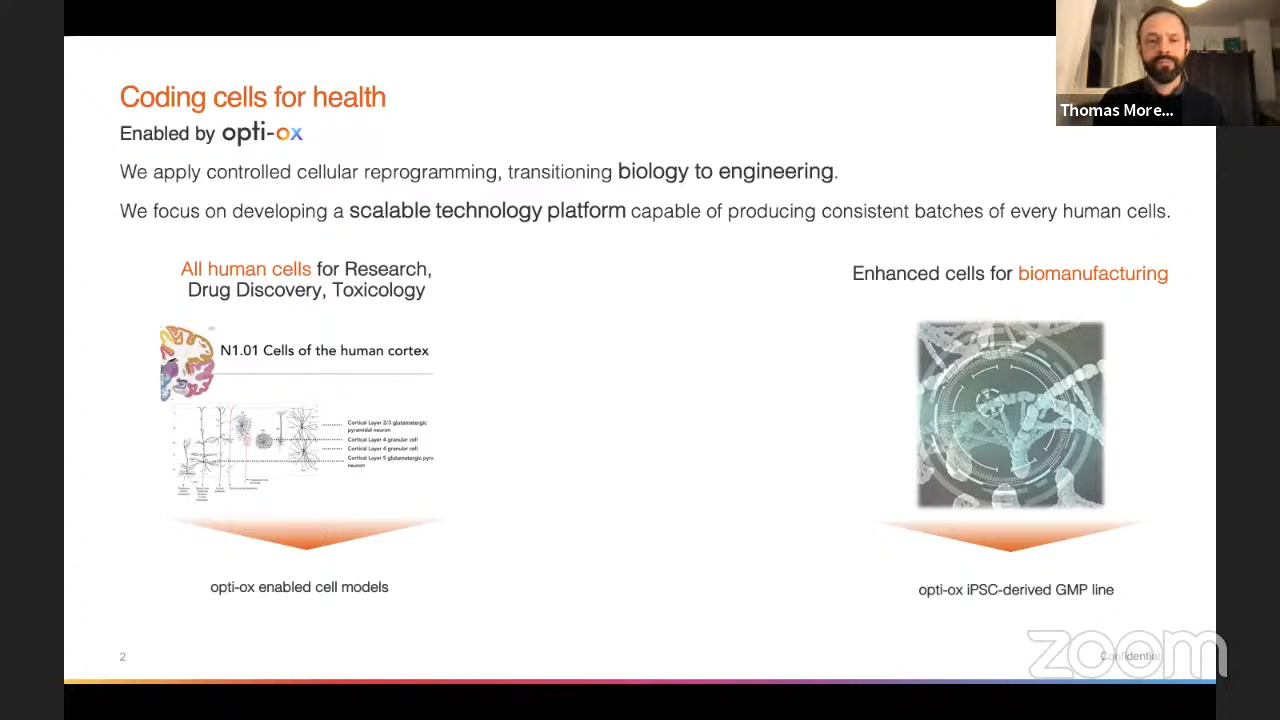 Coding cells for health
Enabled by opti-ox
We apply controlled cellular reprogramming, transitioning biology to engineering.
We focus on developing a scalable technology platform capable of producing consistent batches of every human cells.
All human cells for Research,
Drug Discovery, Toxicology
N1.01 Cells of the human cortex
Cortical Layer 2/3 glutamatergic
pyramidal neuron
Cortical Layer 4 granular cell
Cortical Layer 4 granular cell
Cortical Layer 5 glutamatergic pyra
neuron
opti-ox enabled cell models
Enhanced cells for biomanufacturing
opti-ox iPSC-derived GMP line
2
Confidential
zoom
Thomas More...